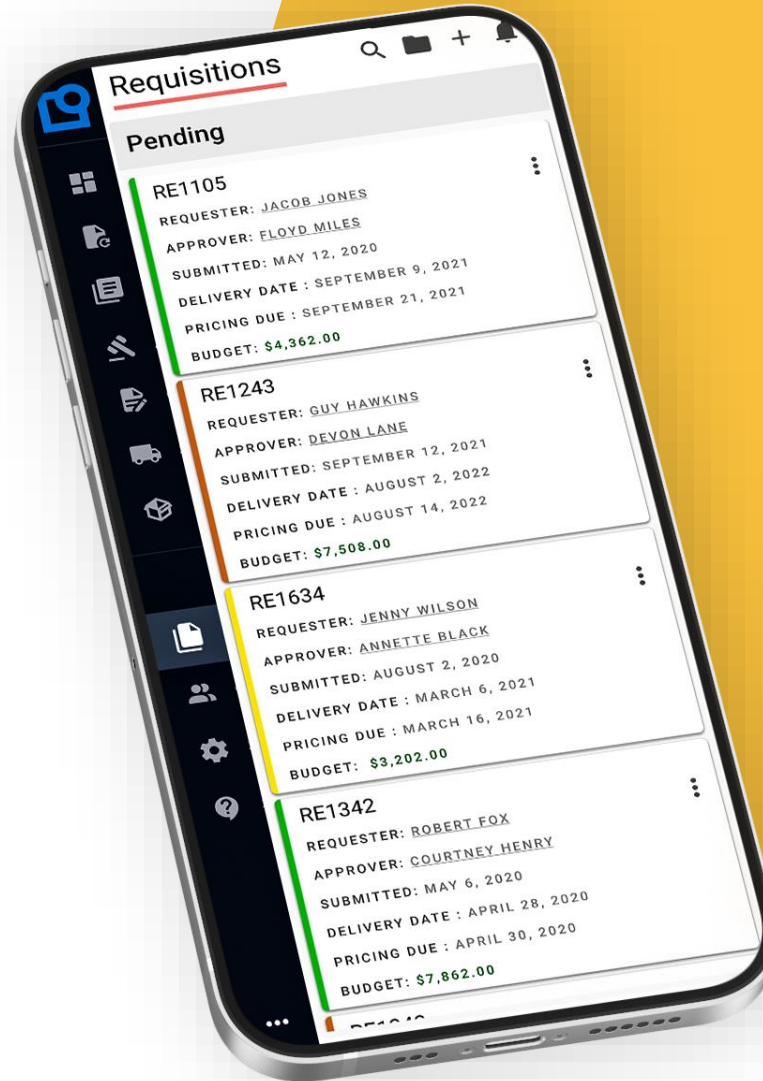 Requisitions
Pending
RE1105
REQUESTER: JACOB JONES
APPROVER: FLOYD MILES
SUBMITTED: MAY 12, 2020
DELIVERY DATE : SEPTEMBER 9, 2021
PRICING DUE : SEPTEMBER 21, 2021
BUDGET: $4,362.00
RE1243
REQUESTER: GUY HAWKINS
APPROVER: DEVON LANE
SUBMITTED: SEPTEMBER 12, 2021
DELIVERY DATE : AUGUST 2, 2022
PRICING DUE : AUGUST 14, 2022
BUDGET: $7,508.00
RE1634
REQUESTER: JENNY WILSON
APPROVER: ANNETTE BLACK
SUBMITTED: AUGUST 2, 2020
DELIVERY DATE : MARCH 6, 2021
PRICING DUE : MARCH 16, 2021
BUDGET: $3,202.00
RE1342
REQUESTER: ROBERT FOX
APPROVER: COURTNEY HENRY
SUBMITTED: MAY 6, 2020
DELIVERY DATE : APRIL 28, 2020
PRICING DUE : APRIL 30, 2020
BUDGET: $7,862.00